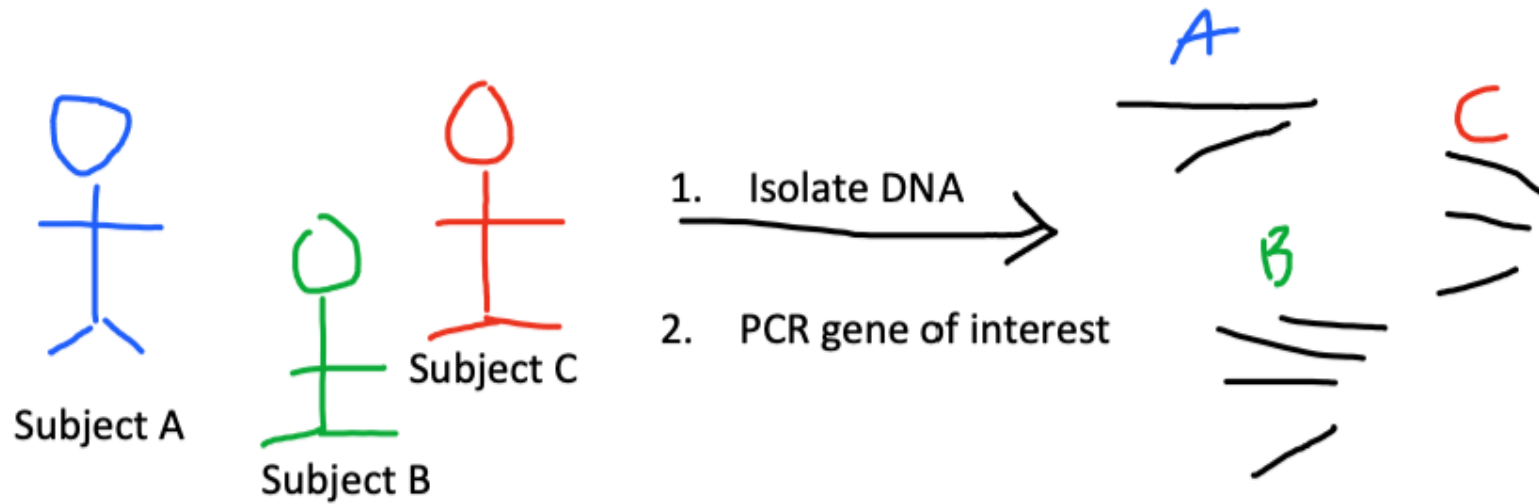 A
C
1. Isolate DNA
B
2. PCR gene of interest
Subject C
Subject A
Subject B